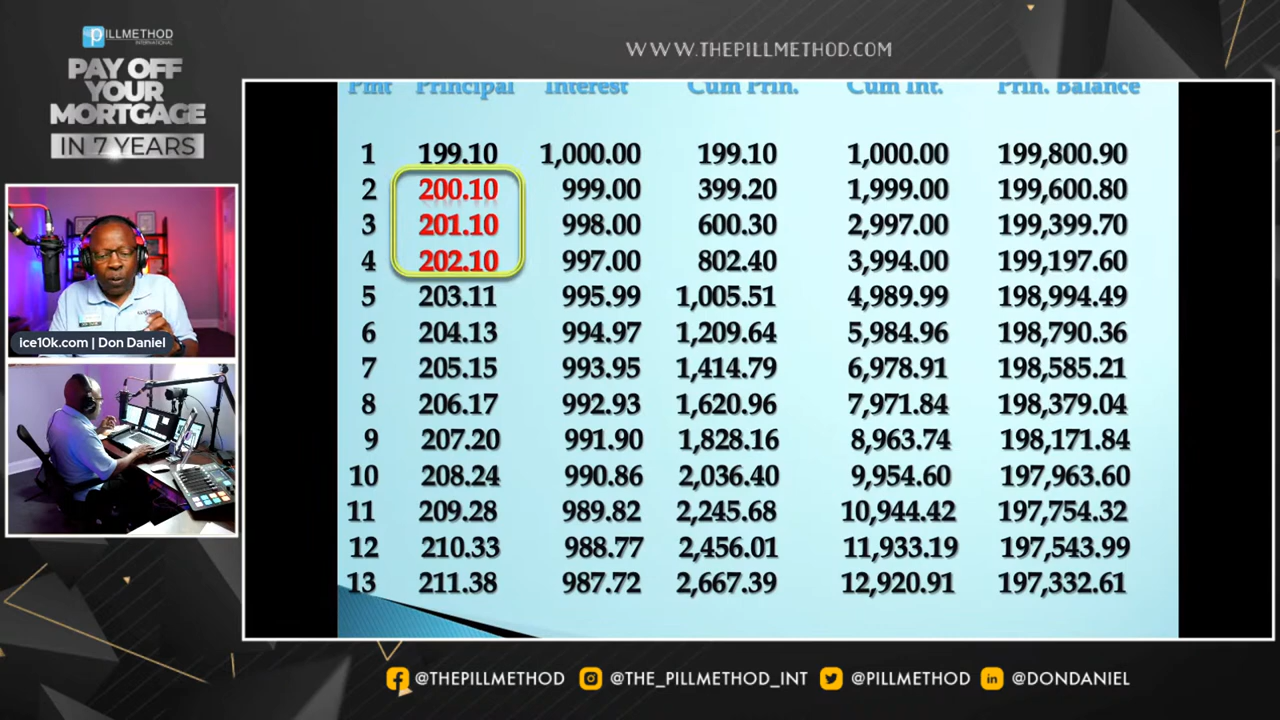 PILLMETHOD
INTERNATIONAL
PAY OFF
YOUR
MORTGAGE
IN 7 YEARS
WWW.THEPILLMETHOD.COM
Pmt Principal Interest Cum Prin. Cum Int. Prin. Balance
1 199.10 1,000.00 199.10 1,000.00 199,800.90
2 200.10 999.00 399.20 1,999.00 199,600.80
3 201.10 998.00 600.30 2,997.00 199,399.70
4 202.10 997.00 802.40 3,994.00 199,197.60
5 203.11 995.99 1,005.51 4,989.99 198,994.49
6 204.13 994.97 1,209.64 5,984.96 198,790.36
7 205.15 993.95 1,414.79 6,978.91 198,585.21
8 206.17 992.93 1,620.96 7,971.84 198,379.04
9 207.20 991.90 1,828.16 8,963.74 198,171.84
10 208.24 990.86 2,036.40 9,954.60 197,963.60
11 209.28 989.82 2,245.68 10,944.42 197,754.32
12 210.33 988.77 2,456.01 11,933.19 197,543.99
13 211.38 987.72 2,667.39 12,920.91 197,332.61
ice10k.com | Don Daniel
@THEPILLMETHOD @THE_PILLMETHOD_INT @PILLMETHOD @DONDANIEL